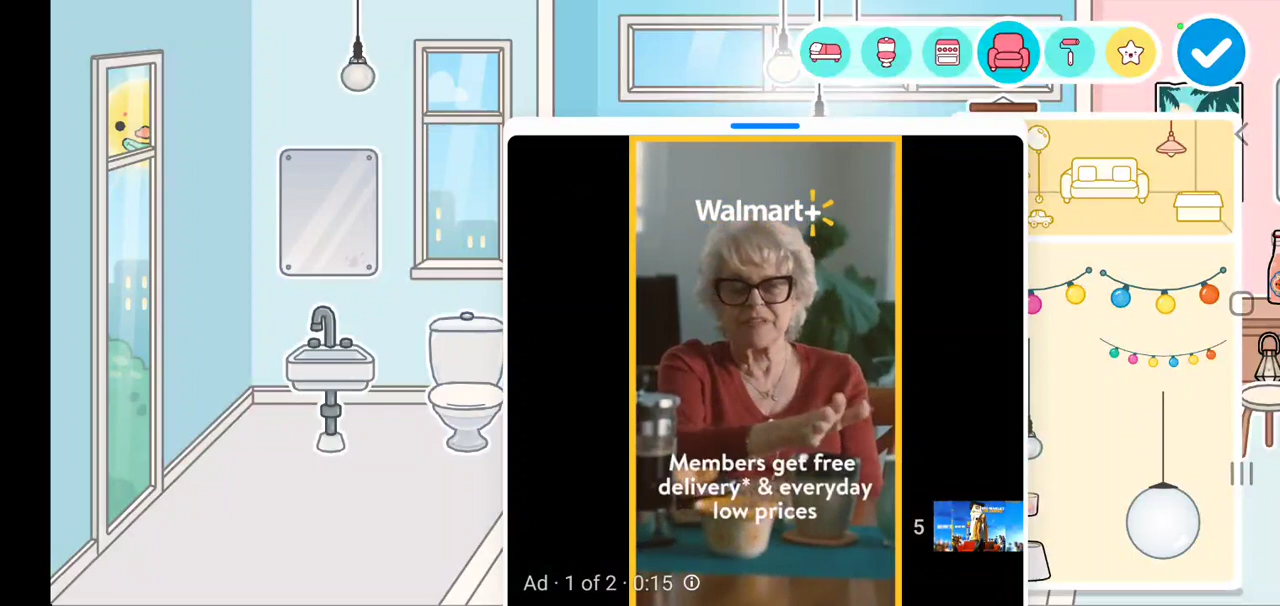 Walmart+
Members get free
delivery* & everyday
low prices
5
Ad · 1 of 2 · 0:15